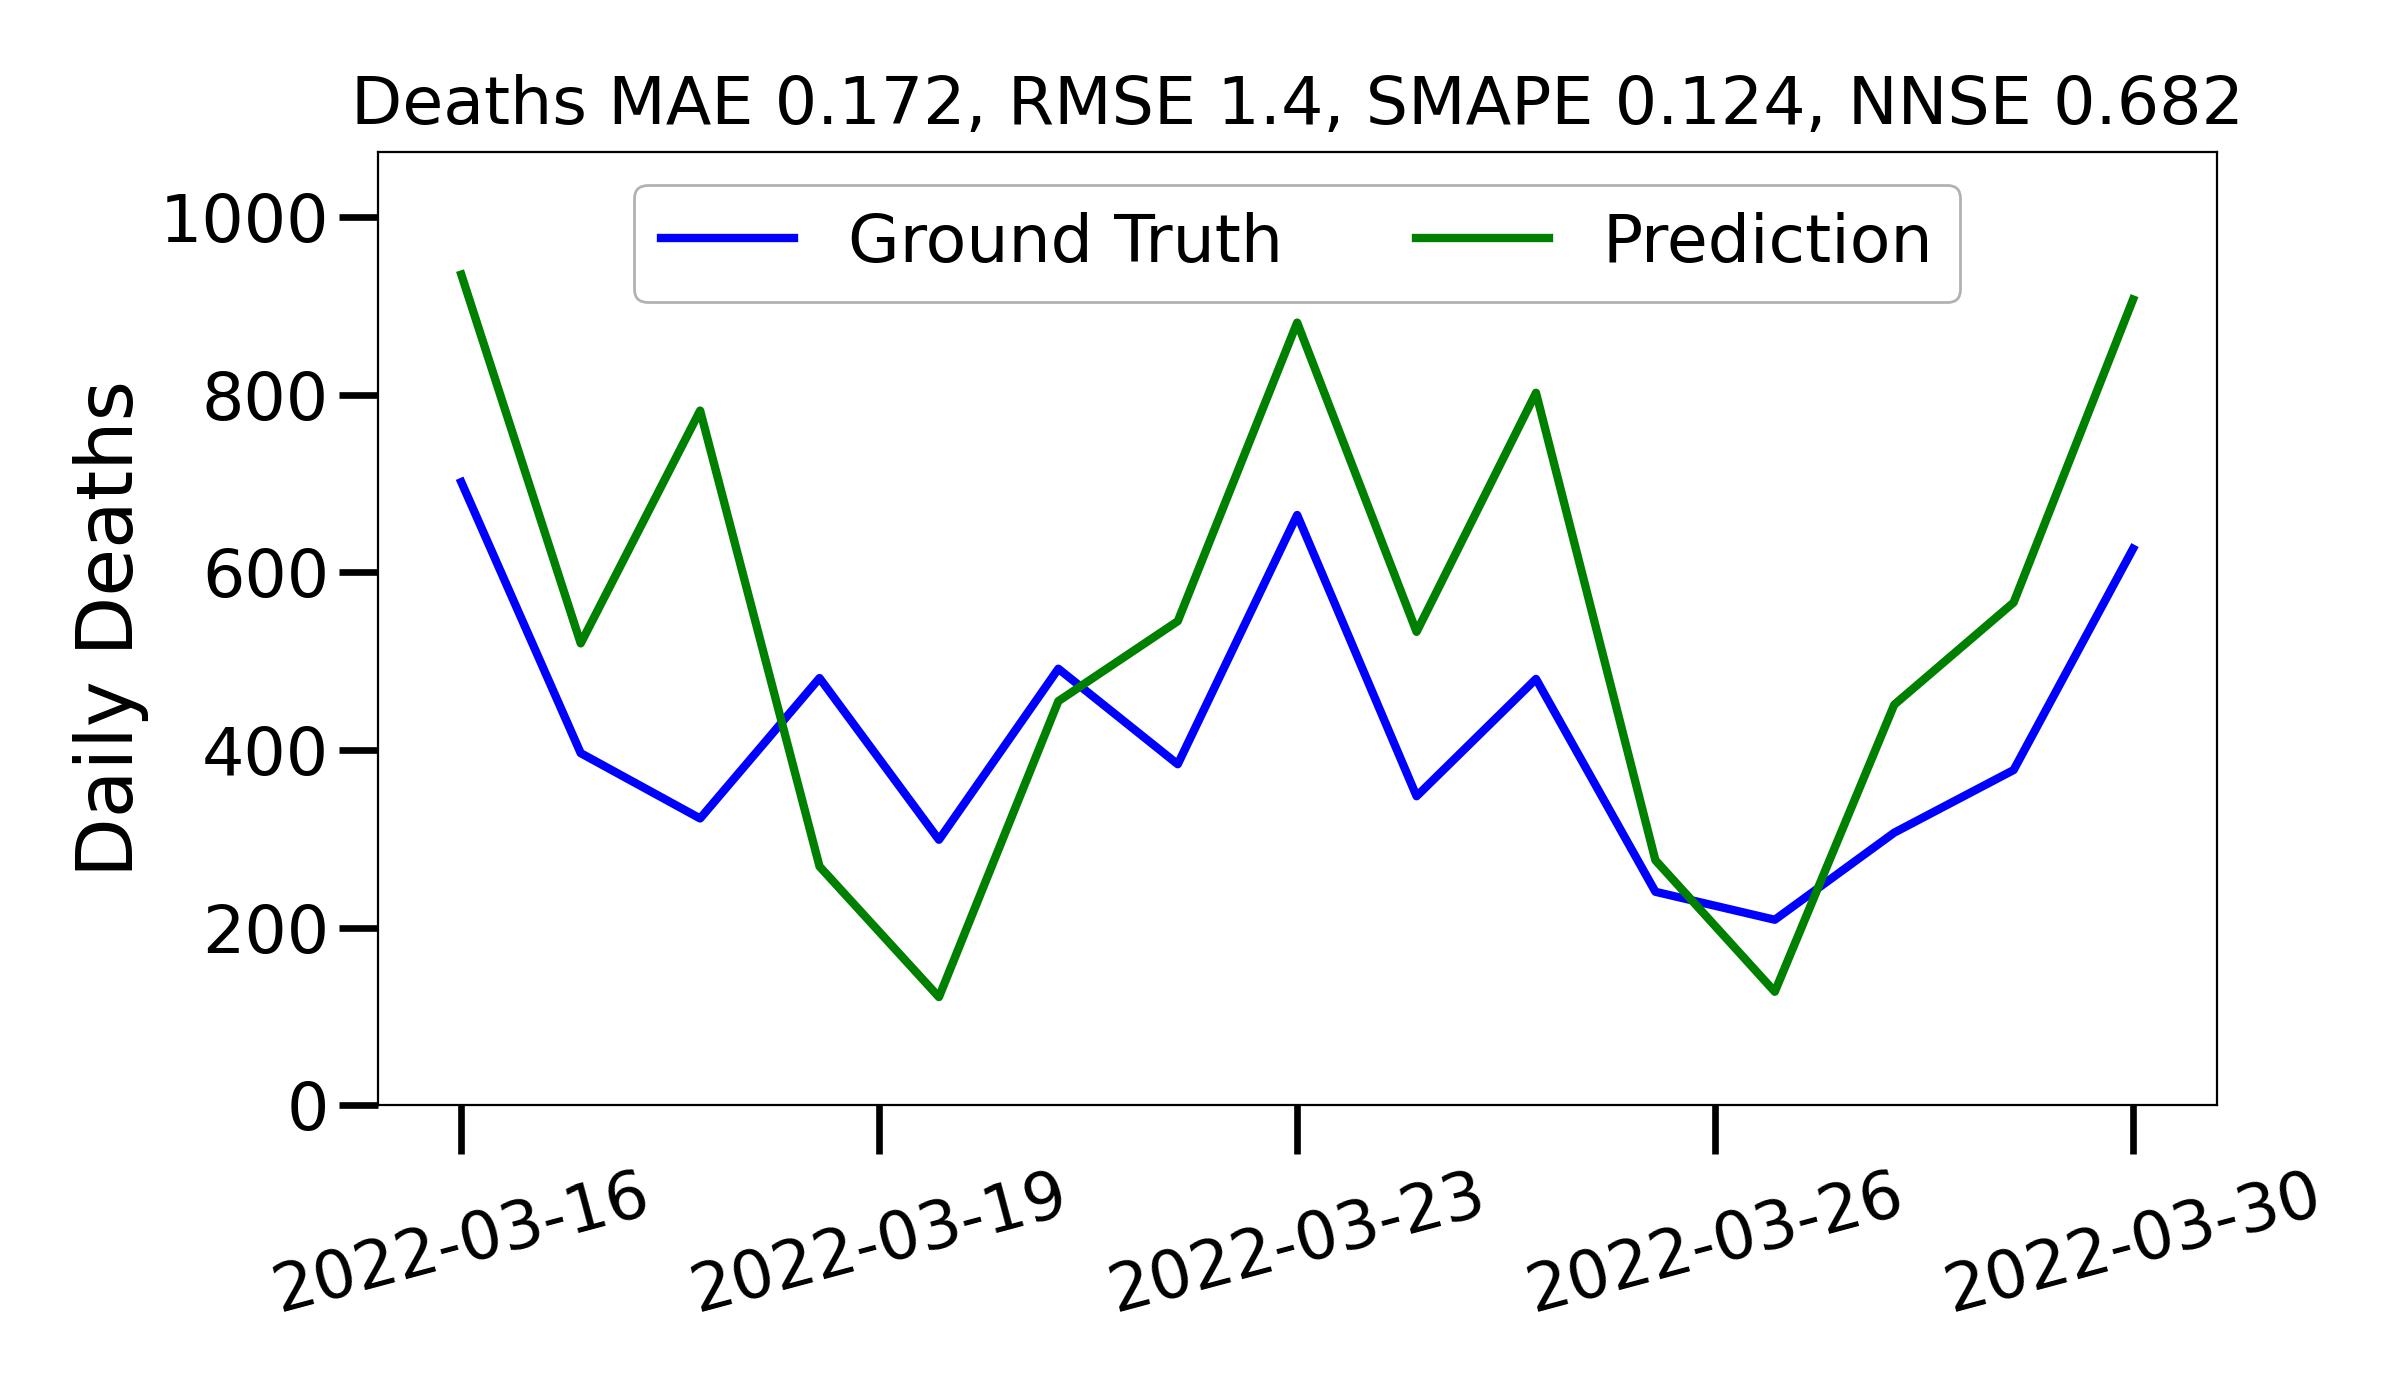 Deaths MAE 0.172, RMSE 1.4, SMAPE 0.124, NNSE 0.682
Ground Truth Prediction
Daily Deaths
1000
800
600
400
200
0
2022-03-16 2022-03-19 2022-03-23 2022-03-26 2022-03-30